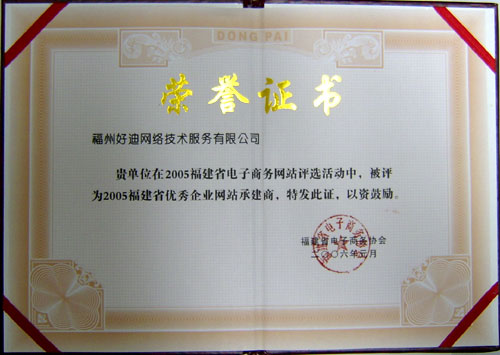 DONG PAI
荣誉证书
福州好迪网络技术服务有限公司
贵单位在2005福建省电子商务网站评选活动中，被评
为2005福建省优秀企业网站承建商，特发此证，以资鼓励。
福建省电子商务协会
二〇〇六年元月